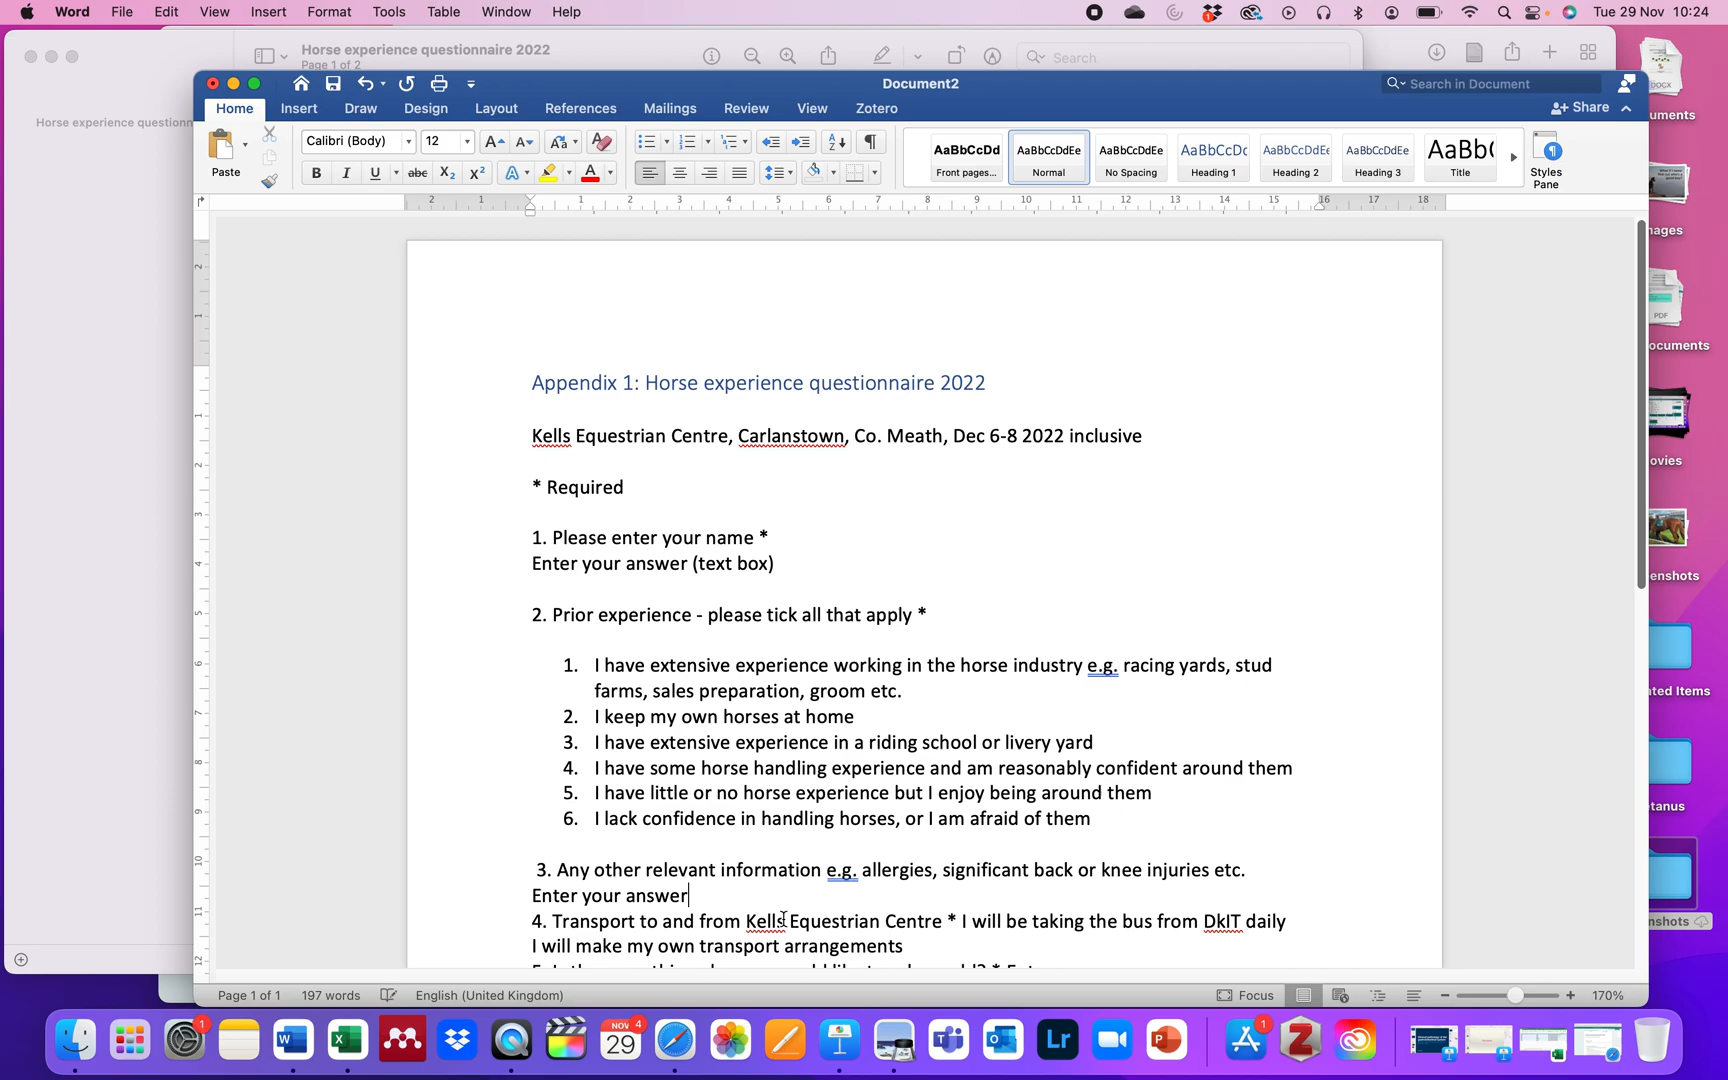 Word File Edit View Insert Format Tools Table Window Help Tue 29 Nov 10:24
Horse experience questionnaire 2022
Page 1 of 2
Search
Document2
Search in Document
Home Insert Draw Design Layout References Mailings Review View Zotero
Share
Horse experience questionn
Paste
Calibri (Body) 12
AaBbCcDd AaBbCcDdEe AaBbCcDdEe AaBbCcDc AaBbCcDdEe AaBbCcDdEe AaBb(
Front pages... Normal No Spacing Heading 1 Heading 2 Heading 3 Title
Styles
Pane
Appendix 1: Horse experience questionnaire 2022
Kells Equestrian Centre, Carlanstown, Co. Meath, Dec 6-8 2022 inclusive
* Required
1. Please enter your name *
Enter your answer (text box)
2. Prior experience - please tick all that apply *
1. I have extensive experience working in the horse industry e.g. racing yards, stud
farms, sales preparation, groom etc.
2. I keep my own horses at home
3. I have extensive experience in a riding school or livery yard
4. I have some horse handling experience and am reasonably confident around them
5. I have little or no horse experience but I enjoy being around them
6. I lack confidence in handling horses, or I am afraid of them
3. Any other relevant information e.g. allergies, significant back or knee injuries etc.
Enter your answer
4. Transport to and from Kells Equestrian Centre * I will be taking the bus from DkIT daily
I will make my own transport arrangements
Page 1 of 1 197 words English (United Kingdom) Focus 170%
uments
nages
PDF
ocuments
ovies
enshots
ted Items
tanus
nshots
NOV
29